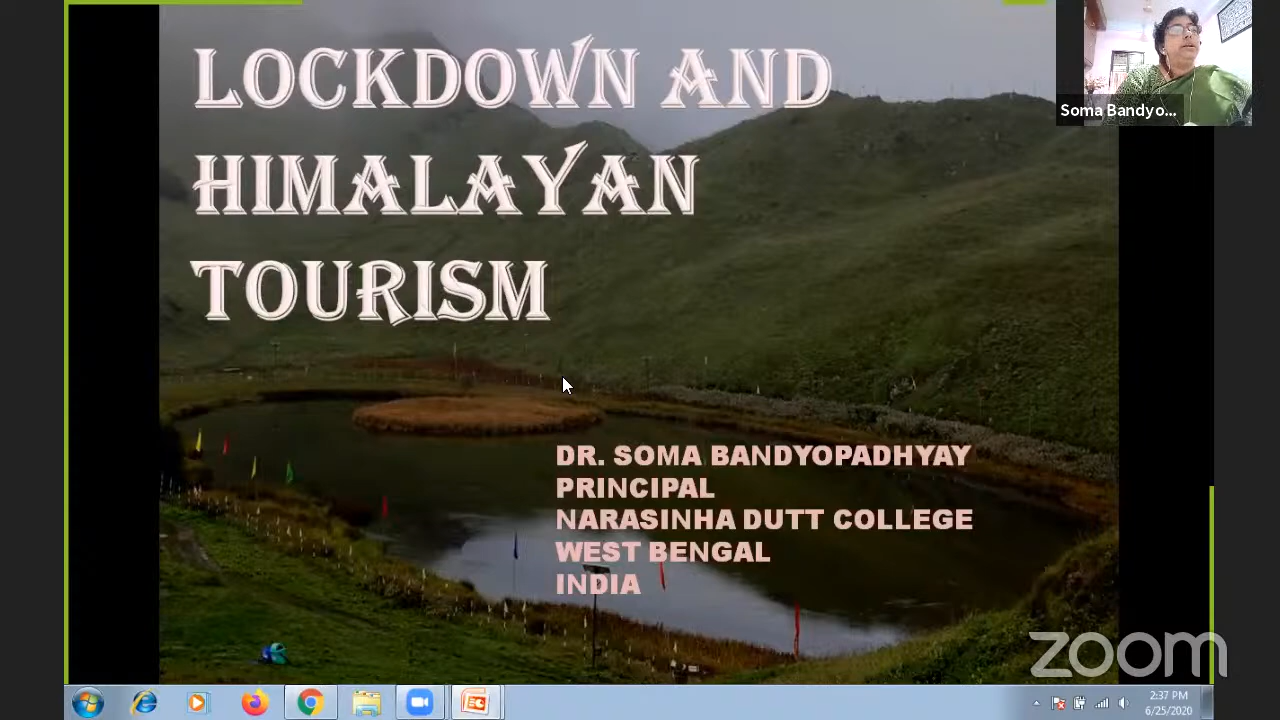 LOCKDOWN AND
HIMALAYAN
TOURISM
Soma Bandyo...
DR. SOMA BANDYOPADHYAY
PRINCIPAL
NARASINHA DUTT COLLEGE
WEST BENGAL
INDIA
zoom
2:37 PM
6/25/2020